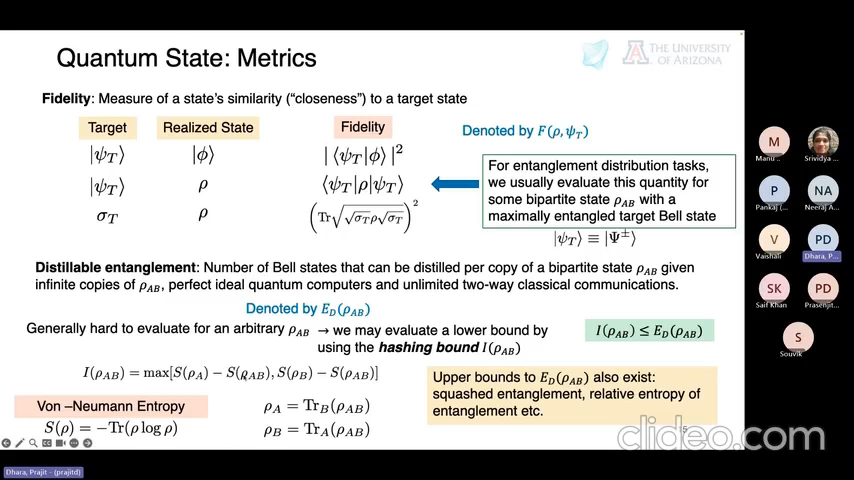 Quantum State: Metrics
THE UNIVERSITY
OF ARIZONA
Fidelity: Measure of a state's similarity ("closeness") to a target state
Target
Realized State
Fidelity
Denoted by F(ρ, ψ_T)
|ψ_T⟩ |ϕ⟩ |⟨ψ_T|ϕ⟩|²
|ψ_T⟩ ρ ⟨ψ_T|ρ|ψ_T⟩
σ_T ρ (Tr√(√σ_T ρ√σ_T))²
For entanglement distribution tasks,
we usually evaluate this quantity for
some bipartite state ρ_AB with a
maximally entangled target Bell state
|ψ_T⟩ ≡ |Ψ^±⟩
Distillable entanglement: Number of Bell states that can be distilled per copy of a bipartite state ρ_AB given
infinite copies of ρ_AB, perfect ideal quantum computers and unlimited two-way classical communications.
Denoted by E_D(ρ_AB)
Generally hard to evaluate for an arbitrary ρ_AB → we may evaluate a lower bound by
using the hashing bound I(ρ_AB)
I(ρ_AB) ≤ E_D(ρ_AB)
I(ρ_AB) = max[S(ρ_A) − S(ρ_AB), S(ρ_B) − S(ρ_AB)]
Upper bounds to E_D(ρ_AB) also exist:
squashed entanglement, relative entropy of
entanglement etc.
Von –Neumann Entropy
S(ρ) = −Tr(ρ log ρ)
ρ_A = Tr_B(ρ_AB)
ρ_B = Tr_A(ρ_AB)
clideo.com
M
Manu ..
Srividya ..
P
Pankaj (..
NA
Neeraj A..
V
Vaishali
PD
Dhara, P..
SK
Saif Khan
PD
Prasenjit..
S
Souvik
Dhara, Prajit - (prajitd)